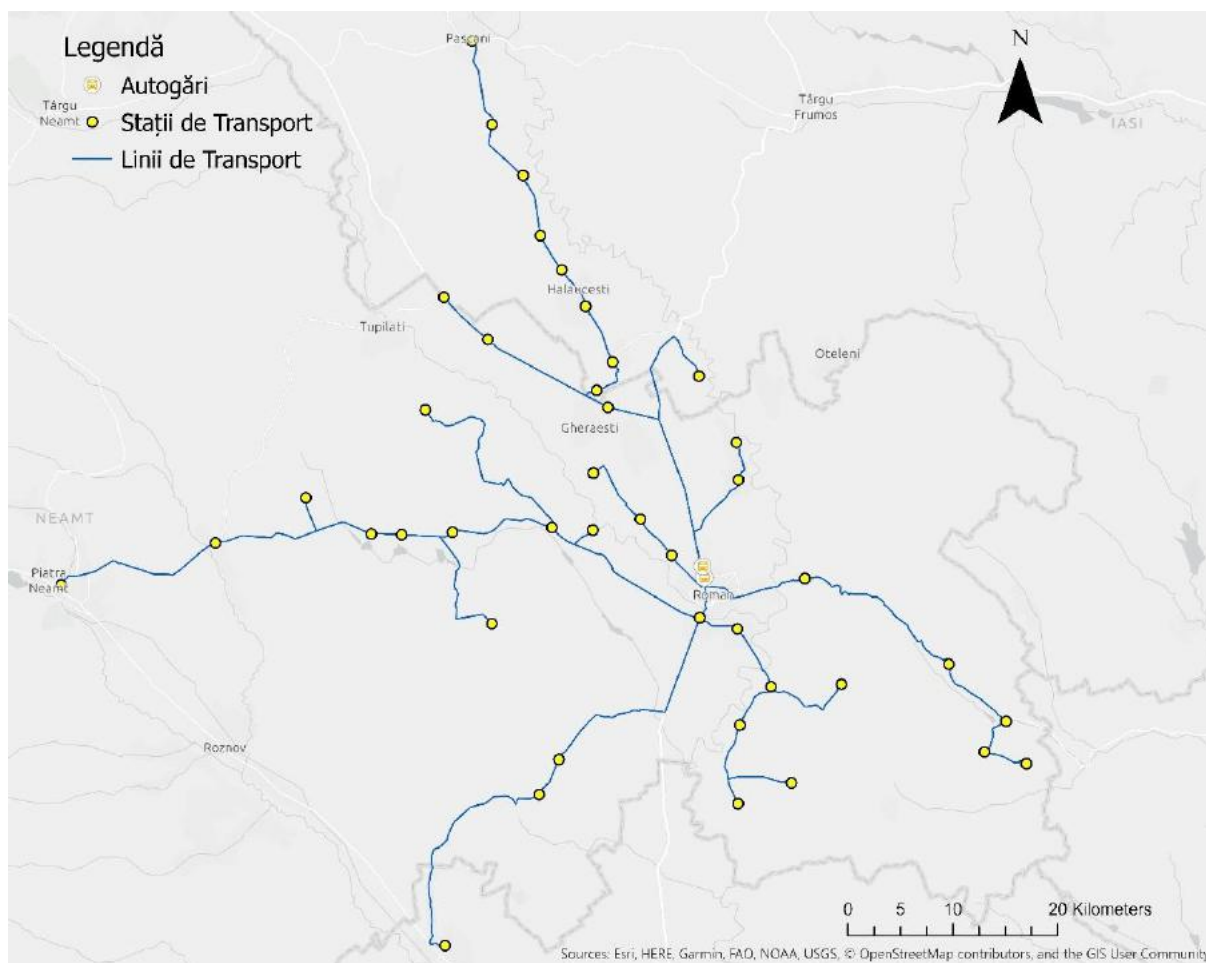 Legendă
Autogări
Stații de Transport
Linii de Transport
N
Pașcani
Târgu
Neamt
Târgu
Frumos
IASI
Halaucesti
Tupilati
Oteleni
Gheraesti
NEAMT
Piatra
Neamt
Roman
Roznov
0 5 10 20 Kilometers
Sources: Esri, HERE, Garmin, FAO, NOAA, USGS, © OpenStreetMap contributors, and the GIS User Community